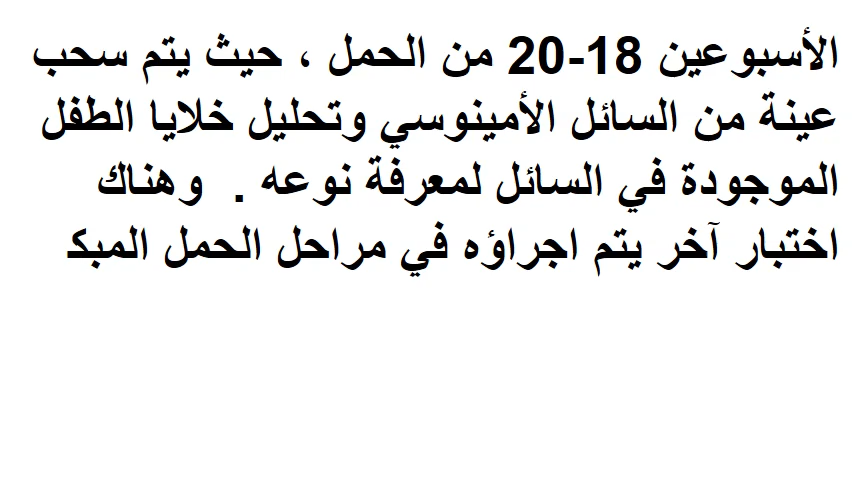 الأسبوعين 18-20 من الحمل ، حيث يتم سحب
عينة من السائل الأمينوسي وتحليل خلايا الطفل
الموجودة في السائل لمعرفة نوعه . وهناك
اختبار آخر يتم اجراؤه في مراحل الحمل المبكـ